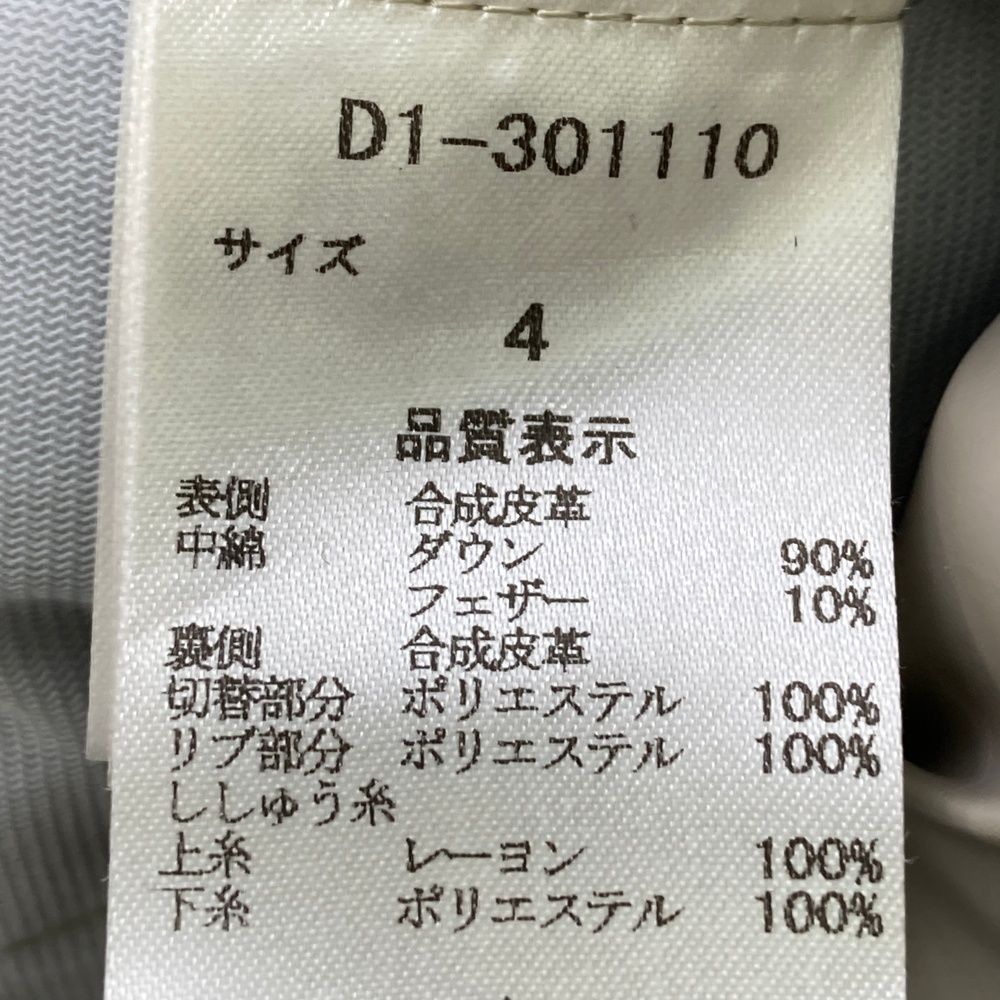 D1-301110
サイズ
4
品質表示
表側 合成皮革
中綿 ダウン 90%
フェザー 10%
裏側 合成皮革
切替部分 ポリエステル 100%
リブ部分 ポリエステル 100%
ししゅう糸
上糸 レーヨン 100%
下糸 ポリエステル 100%